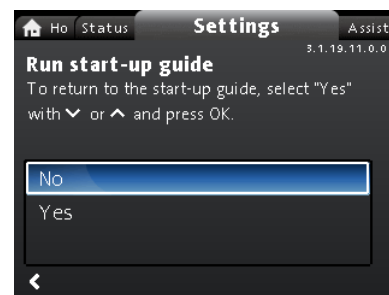 Ho Status Settings Assist
3.1.19.11.0.0
Run start-up guide
To return to the start-up guide, select "Yes"
with ∨ or ∧ and press OK.
No
Yes